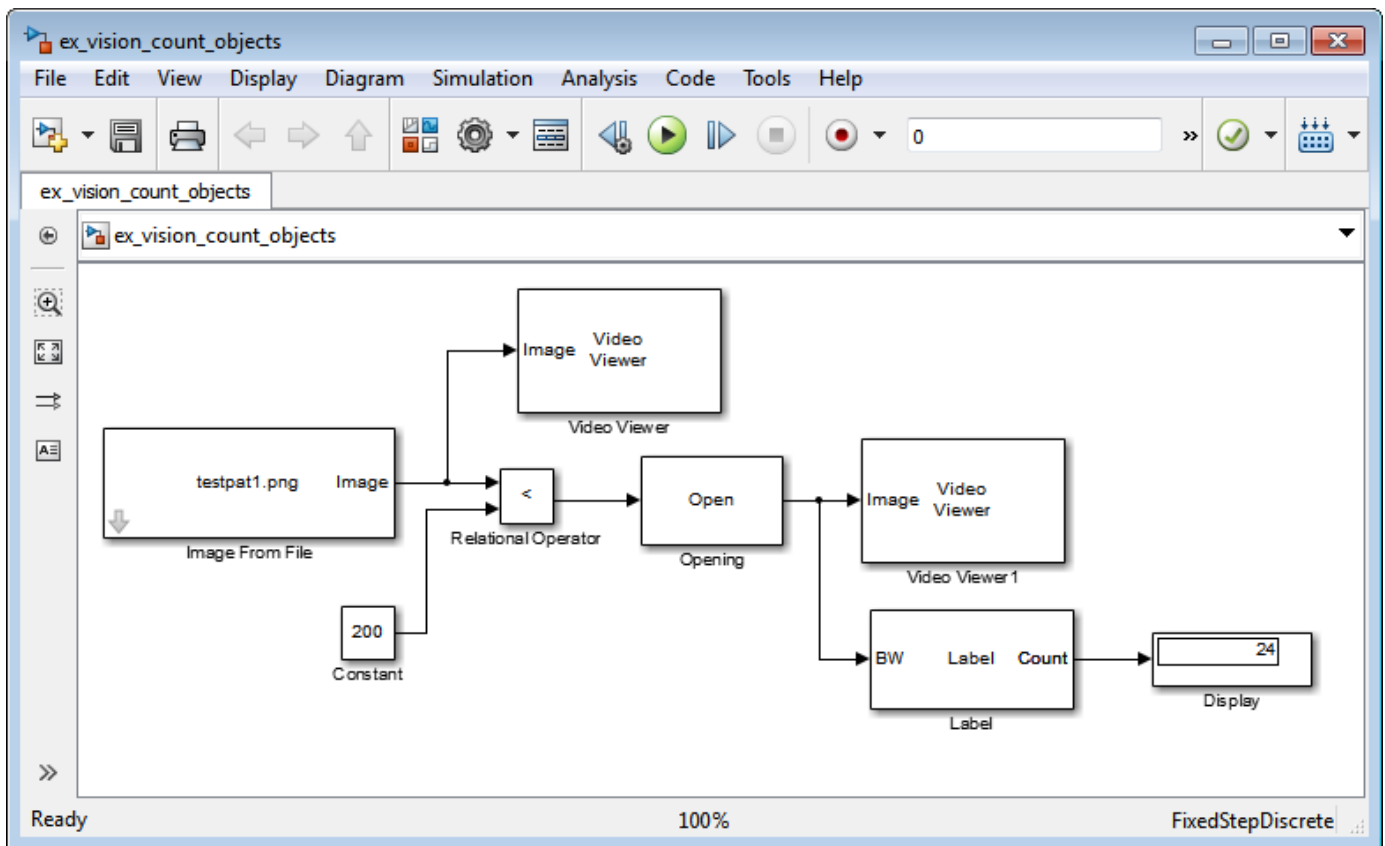 ex_vision_count_objects
File Edit View Display Diagram Simulation Analysis Code Tools Help
0
»
ex_vision_count_objects
ex_vision_count_objects
Video
Image Viewer
Video Viewer
testpat1.png Image
Image From File
<
Relational Operator
Open
Opening
Video
Image Viewer
Video Viewer1
200
Constant
BW Label Count
Label
24
Display
A
»
Ready 100% FixedStepDiscrete